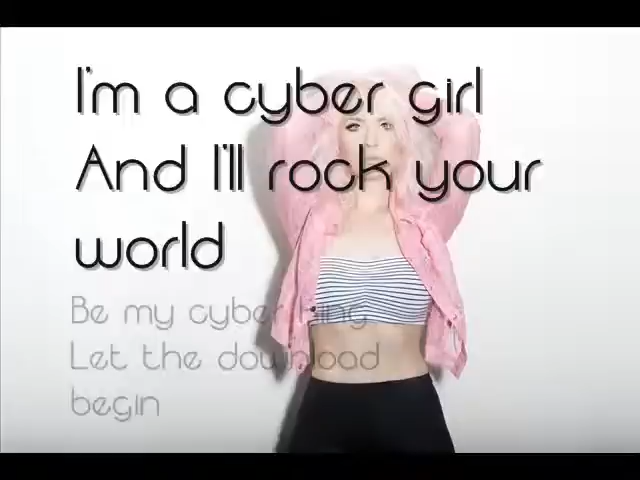 I'm a cyber girl
And I'll rock your
world
Be my cyber king
Let the download
begin